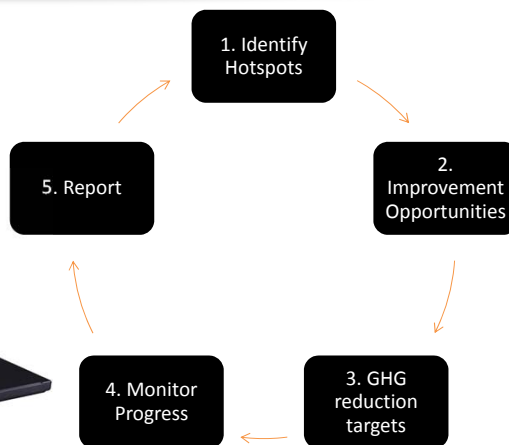 1. Identify
Hotspots
2.
Improvement
Opportunities
3. GHG
reduction
targets
4. Monitor
Progress
5. Report